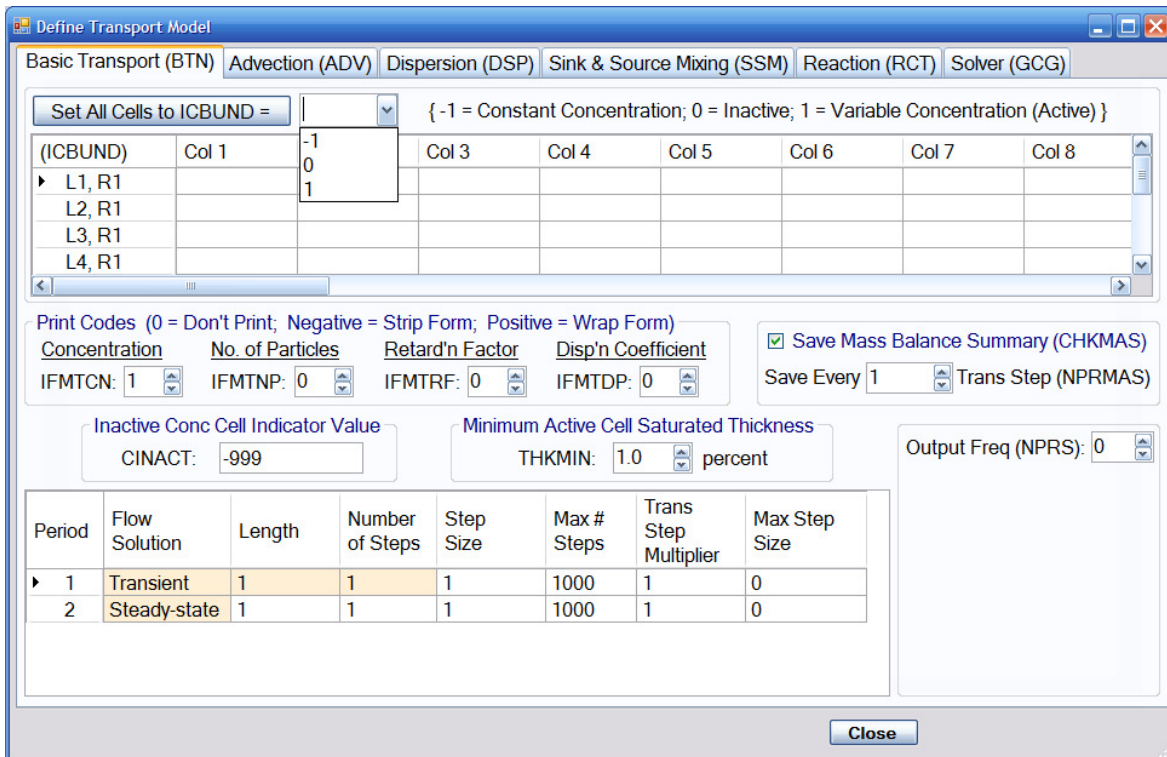 Define Transport Model
Basic Transport (BTN) Advection (ADV) Dispersion (DSP) Sink & Source Mixing (SSM) Reaction (RCT) Solver (GCG)
Set All Cells to ICBUND = { -1 = Constant Concentration; 0 = Inactive; 1 = Variable Concentration (Active) }
-1
0
1
(ICBUND) Col 1 Col 3 Col 4 Col 5 Col 6 Col 7 Col 8
L1, R1
L2, R1
L3, R1
L4, R1
Print Codes (0 = Don't Print; Negative = Strip Form; Positive = Wrap Form)
Concentration No. of Particles Retard'n Factor Disp'n Coefficient
IFMTCN: 1 IFMTNP: 0 IFMTRF: 0 IFMTDP: 0
Save Mass Balance Summary (CHKMAS)
Save Every 1 Trans Step (NPRMAS)
Inactive Conc Cell Indicator Value
CINACT: -999
Minimum Active Cell Saturated Thickness
THKMIN: 1.0 percent
Output Freq (NPRS): 0
Period Flow Solution Length Number of Steps Step Size Max # Steps Trans Step Multiplier Max Step Size
1 Transient 1 1 1 1000 1 0
2 Steady-state 1 1 1 1000 1 0
Close